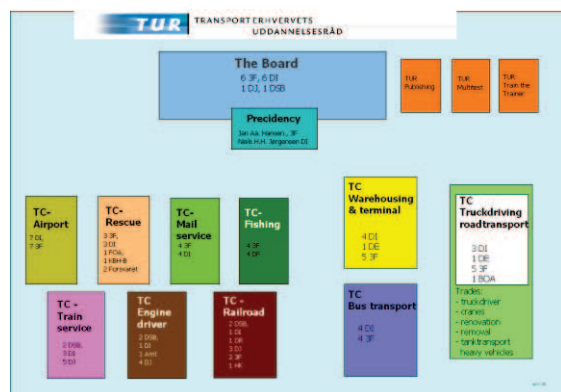 TUR
TRANSPORTERHVERVETS
UDDANNELSESRÅD
The Board
6 3F, 6 DI
1 DJ, 1 DSB
TUR
Publishing
TUR
Multitest
TUR
Train the
Trainer
Precidency
Jan Aa. Hansen, 3F
Niels H.H. Jørgensen DI
TC-
Airport
7 DI,
7 3F
TC-
Rescue
3 3F,
3 DI
1 FOA,
2 Forsvaret
TC-
Mail
service
4 3F
4 DI
TC-
Fishing
4 3F
TC
Warehousing
& terminal
4 DI
1 DE
5 3F
TC
Truckdriving
roadtransport
3 DI
1 DE
5 3F
Trades:
- truckdriver
- cranes
- renovation
- removal
- tanktransport
heavy vehicles
TC -
Train
service
2 DSB,
3 DI
5 DJ
TC
Engine
driver
2 DSB,
1 DI
4 DJ
TC
- Railroad
2 DSB,
1 DI
3 DJ
2 3F
1 HK
TC
Bus transport
4 DI
4 3F